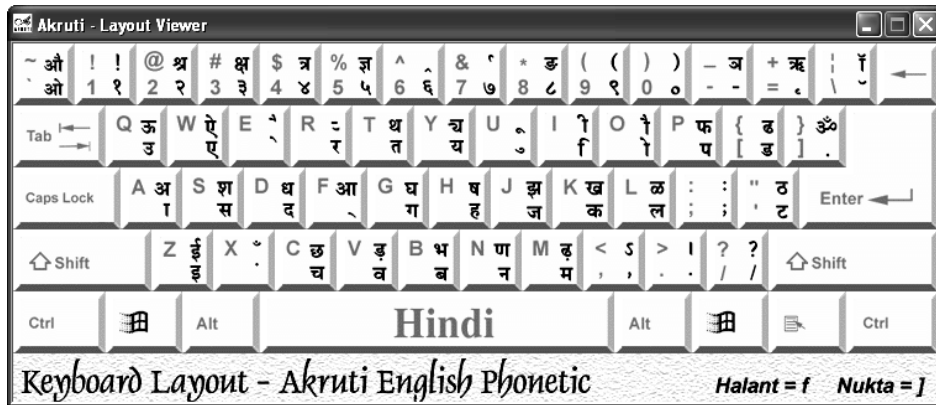 Akruti - Layout Viewer
~ औ ! ! @ श्र # क्ष $ त्र % ज्ञ ^ ॄ & ॅ * ङ ( ( ) ) _ ञ + ऋ ¦ ॉ
` ओ 1 १ 2 २ 3 ३ 4 ४ 5 ५ 6 ६ 7 ७ 8 ८ 9 ९ 0 ० - - = \
Tab Q ऊ W ऐ E ै R T थ Y U ू I ी O ौ P फ { ढ } ॐ
उ ए े र त य ु ि ो प [ ड ] .
Caps Lock A अ S श D ध F आ G घ H ष J झ K ख L ळ : : " ठ Enter
ा स द ् ग ह ज क ल ; ; ' ट
Shift Z ई X ँ C छ V ड़ B भ N ण M ढ़ < ऽ > । ? ? Shift
इ ं च व ब न म , , . / /
Ctrl Alt Hindi Alt Ctrl
Keyboard Layout - Akruti English Phonetic Halant = f Nukta = ]